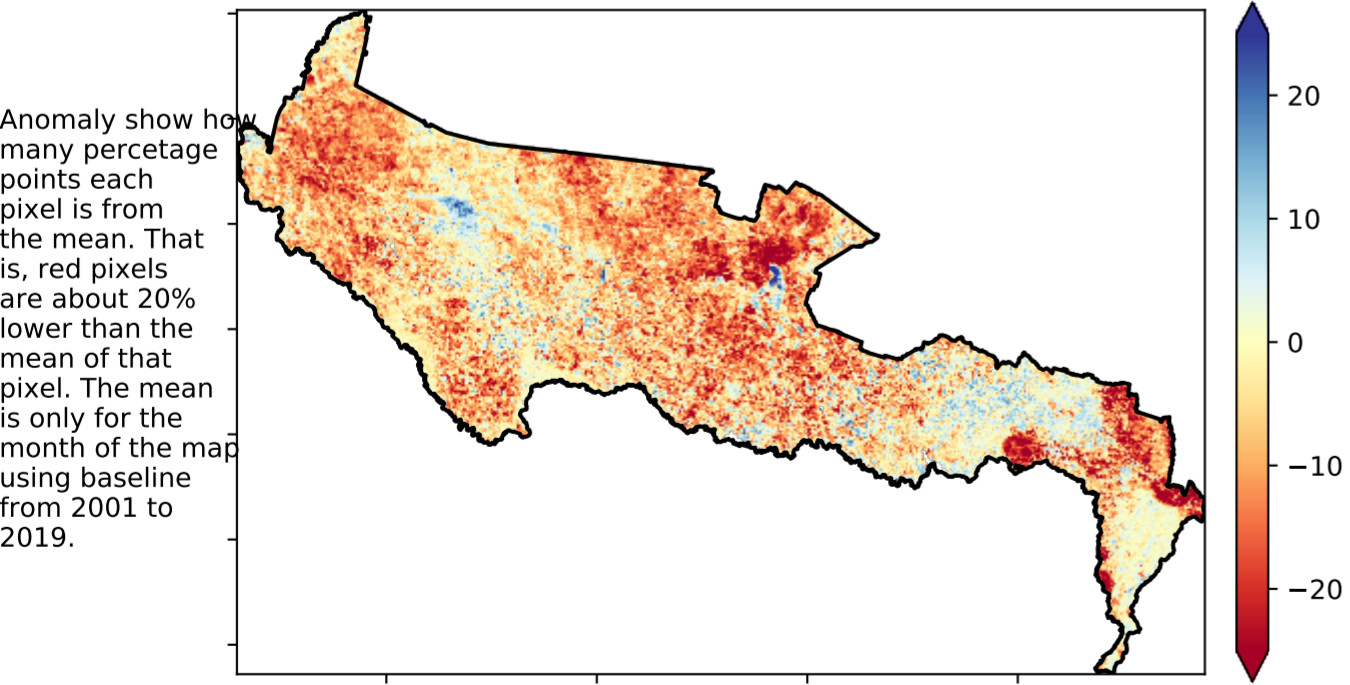 Anomaly show how
many percetage
points each
pixel is from
the mean. That
is, red pixels
are about 20%
lower than the
mean of that
pixel. The mean
is only for the
month of the map
using baseline
from 2001 to
2019.
20
10
0
−10
−20